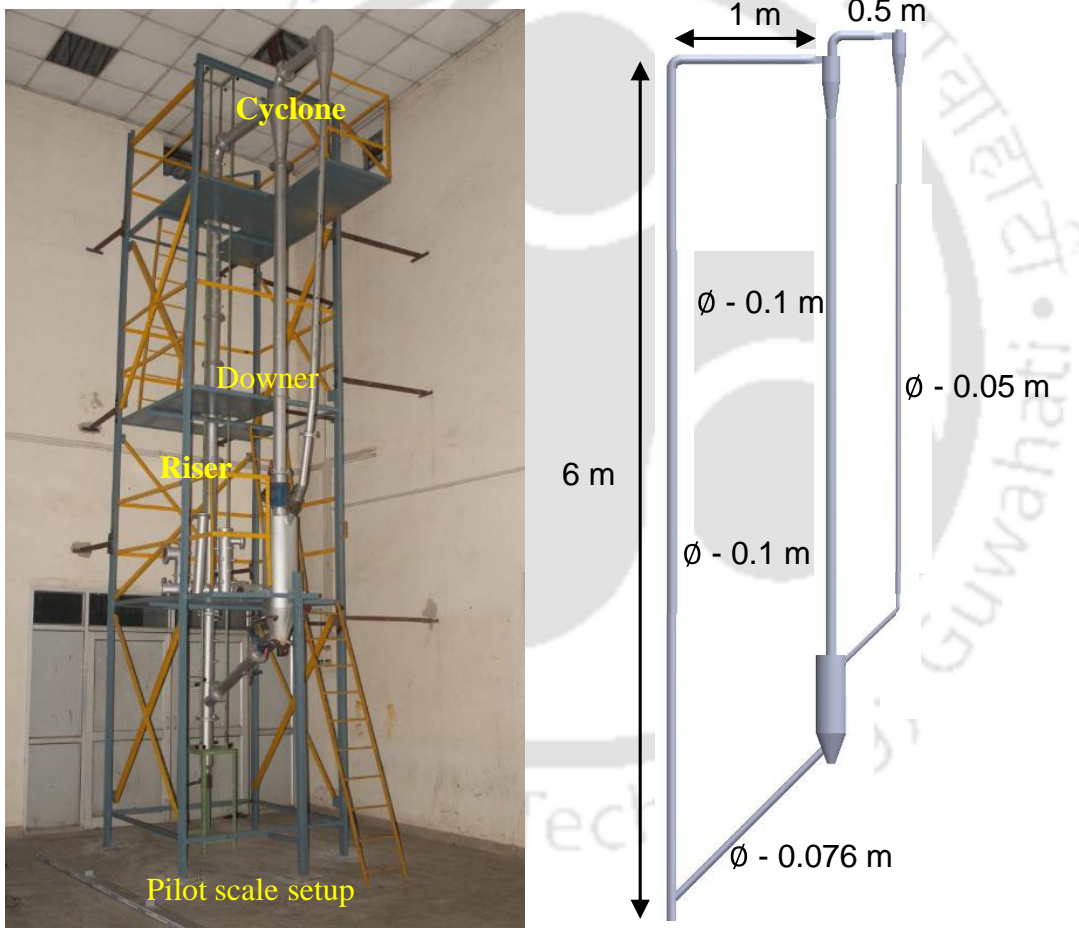 Cyclone
Downer
Riser
Pilot scale setup
1 m
0.5 m
Ø - 0.1 m
Ø - 0.05 m
6 m
Ø - 0.1 m
Ø - 0.076 m
Guwahati
Tech